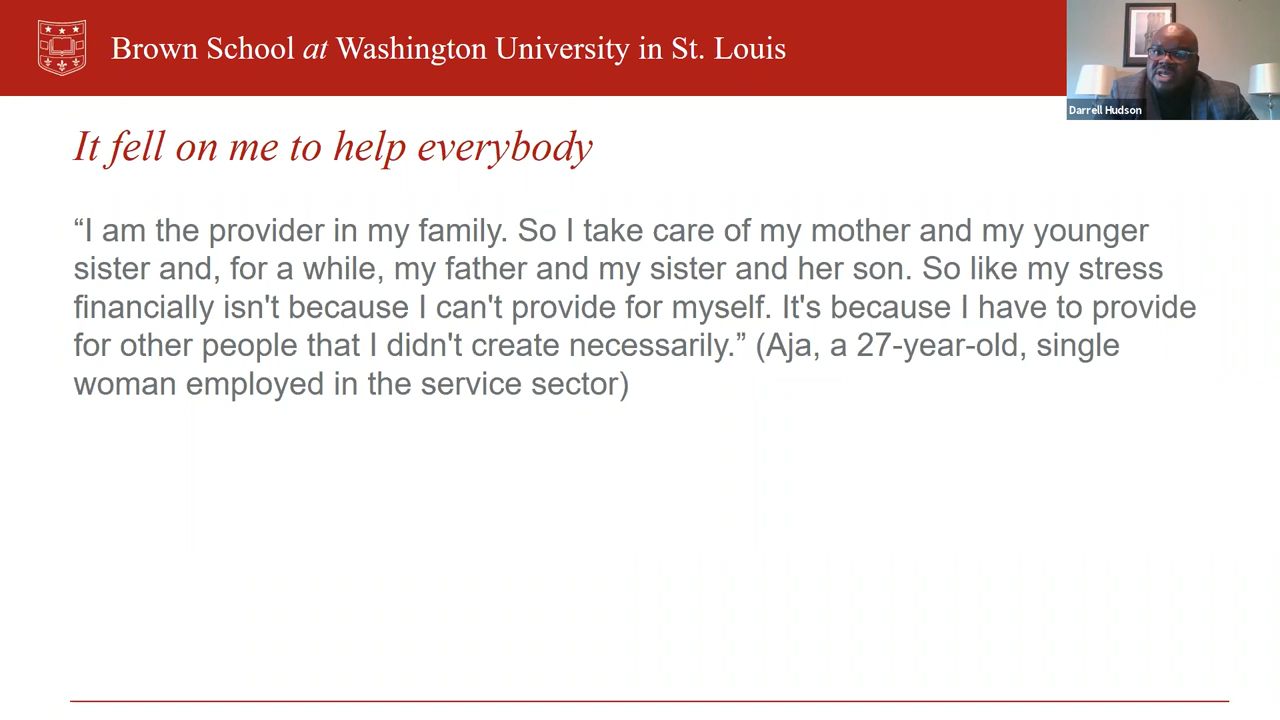 Brown School at Washington University in St. Louis
Darrell Hudson
It fell on me to help everybody
“I am the provider in my family. So I take care of my mother and my younger
sister and, for a while, my father and my sister and her son. So like my stress
financially isn't because I can't provide for myself. It's because I have to provide
for other people that I didn't create necessarily.” (Aja, a 27-year-old, single
woman employed in the service sector)